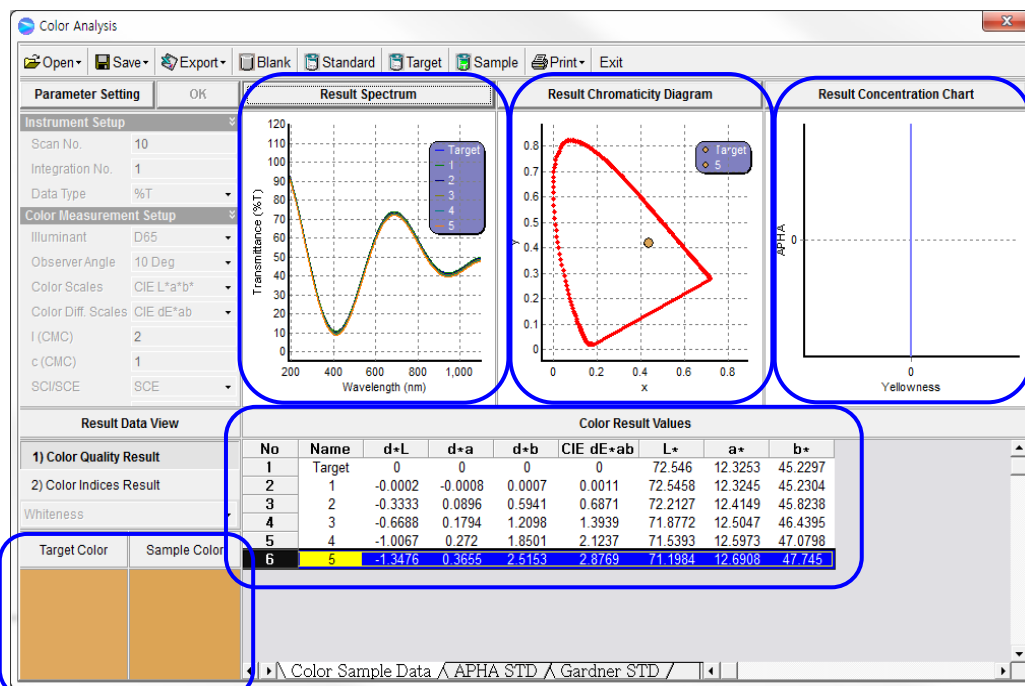 Color Analysis
Open Save Export Blank Standard Target Sample Print Exit
Parameter Setting OK
Instrument Setup
Scan No. 10
Integration No. 1
Data Type %T
Color Measurement Setup
Illuminant D65
Observer Angle 10 Deg
Color Scales CIE L*a*b*
Color Diff. Scales CIE dE*ab
l (CMC) 2
c (CMC) 1
SCI/SCE SCE
Result Spectrum
120
110
100
90
80
70
60
50
40
30
20
10
0
Transmittance (%T)
Target
1
2
3
4
5
200 400 600 800 1,000
Wavelength (nm)
Result Chromaticity Diagram
0.8
0.7
0.6
0.5
0.4
0.3
0.2
0.1
0
Y
Target
5
0 0.2 0.4 0.6 0.8
x
Result Concentration Chart
APHA
0
0
Yellowness
Result Data View
1) Color Quality Result
2) Color Indices Result
Whiteness
Target Color Sample Color
Color Result Values
No Name d*L d*a d*b CIE dE*ab L* a* b*
1 Target 0 0 0 0 72.546 12.3253 45.2297
2 1 -0.0002 -0.0008 0.0007 0.0011 72.5458 12.3245 45.2304
3 2 -0.3333 0.0896 0.5941 0.6871 72.2127 12.4149 45.8238
4 3 -0.6688 0.1794 1.2098 1.3939 71.8772 12.5047 46.4395
5 4 -1.0067 0.272 1.8501 2.1237 71.5393 12.5973 47.0798
6 5 -1.3476 0.3655 2.5153 2.8769 71.1984 12.6908 47.745
Color Sample Data APHA STD Gardner STD